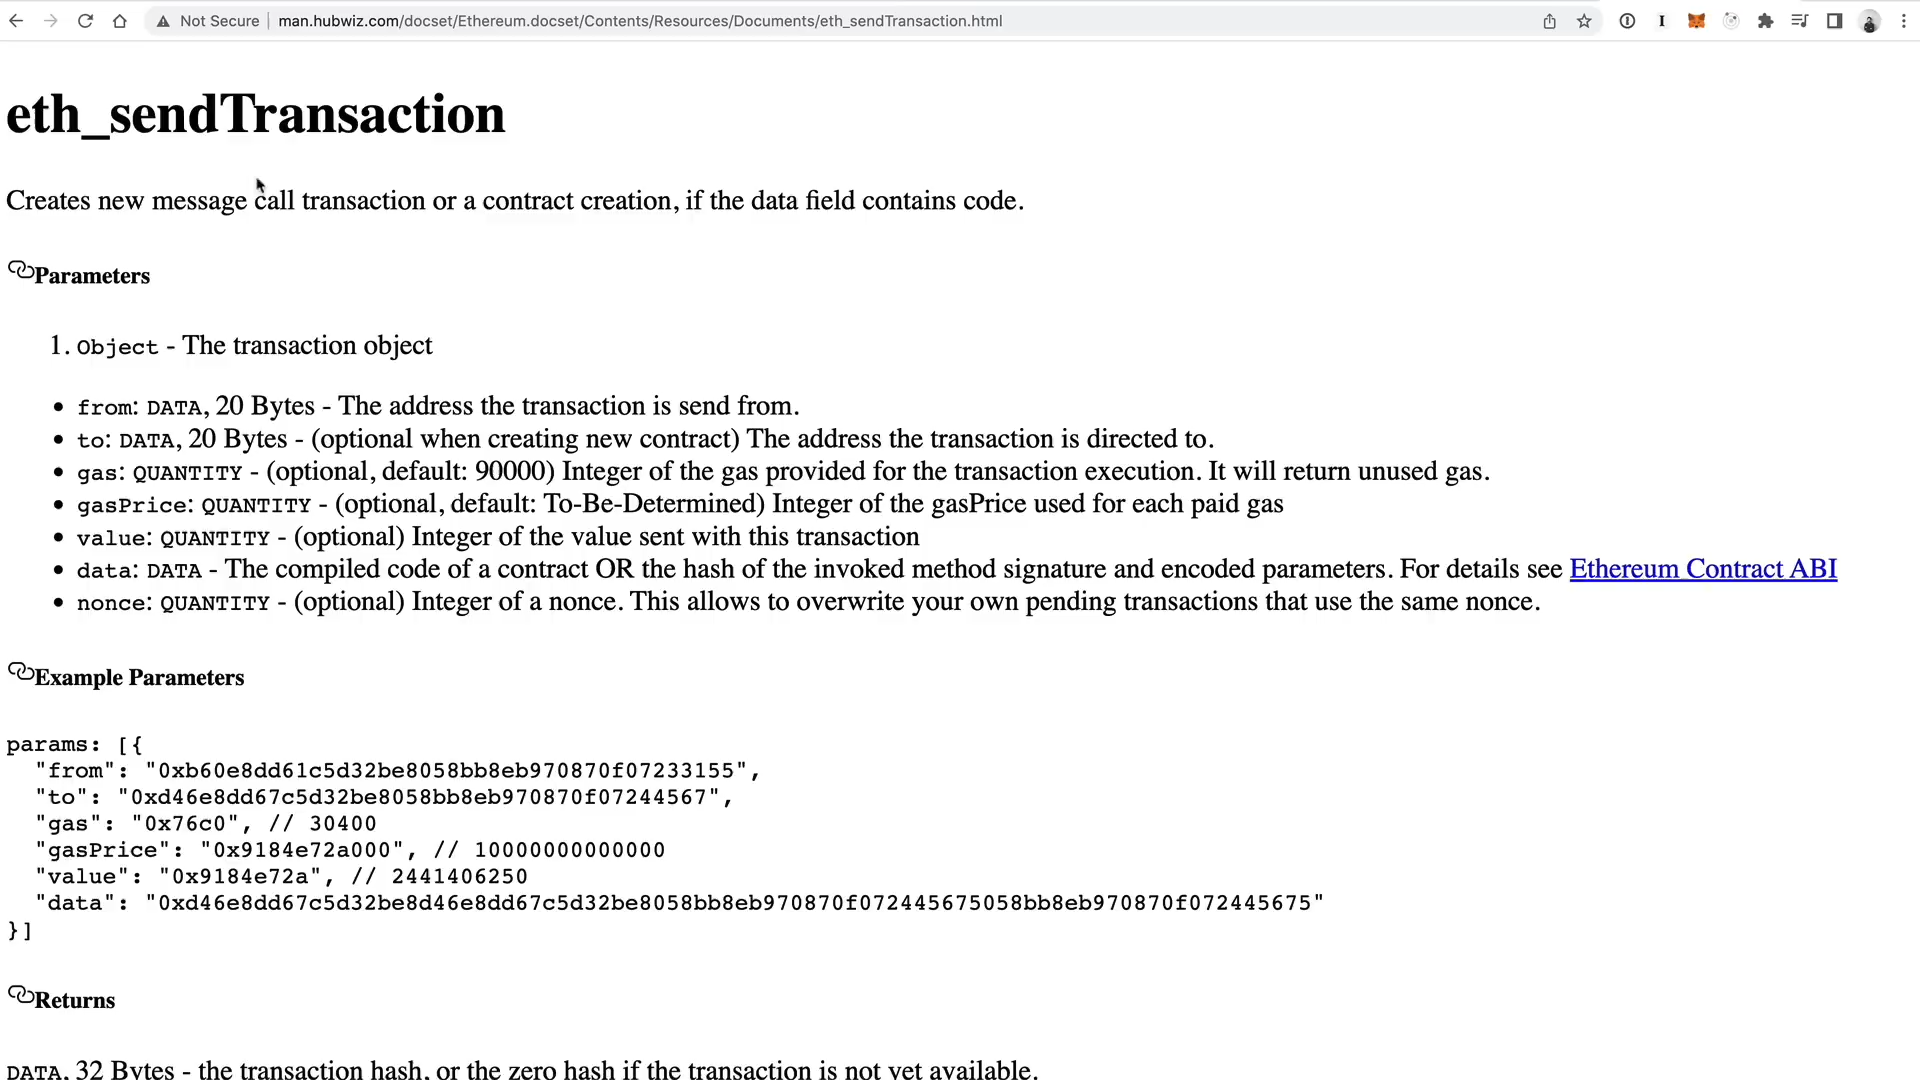 Not Secure man.hubwiz.com/docset/Ethereum.docset/Contents/Resources/Documents/eth_sendTransaction.html
eth_sendTransaction
Creates new message call transaction or a contract creation, if the data field contains code.
Parameters
1. Object - The transaction object
• from: DATA, 20 Bytes - The address the transaction is send from.
• to: DATA, 20 Bytes - (optional when creating new contract) The address the transaction is directed to.
• gas: QUANTITY - (optional, default: 90000) Integer of the gas provided for the transaction execution. It will return unused gas.
• gasPrice: QUANTITY - (optional, default: To-Be-Determined) Integer of the gasPrice used for each paid gas
• value: QUANTITY - (optional) Integer of the value sent with this transaction
• data: DATA - The compiled code of a contract OR the hash of the invoked method signature and encoded parameters. For details see Ethereum Contract ABI
• nonce: QUANTITY - (optional) Integer of a nonce. This allows to overwrite your own pending transactions that use the same nonce.
Example Parameters
params: [{
  "from": "0xb60e8dd61c5d32be8058bb8eb970870f07233155",
  "to": "0xd46e8dd67c5d32be8058bb8eb970870f07244567",
  "gas": "0x76c0", // 30400
  "gasPrice": "0x9184e72a000", // 10000000000000
  "value": "0x9184e72a", // 2441406250
  "data": "0xd46e8dd67c5d32be8d46e8dd67c5d32be8058bb8eb970870f072445675058bb8eb970870f072445675"
}]
Returns
DATA, 32 Bytes - the transaction hash, or the zero hash if the transaction is not yet available.